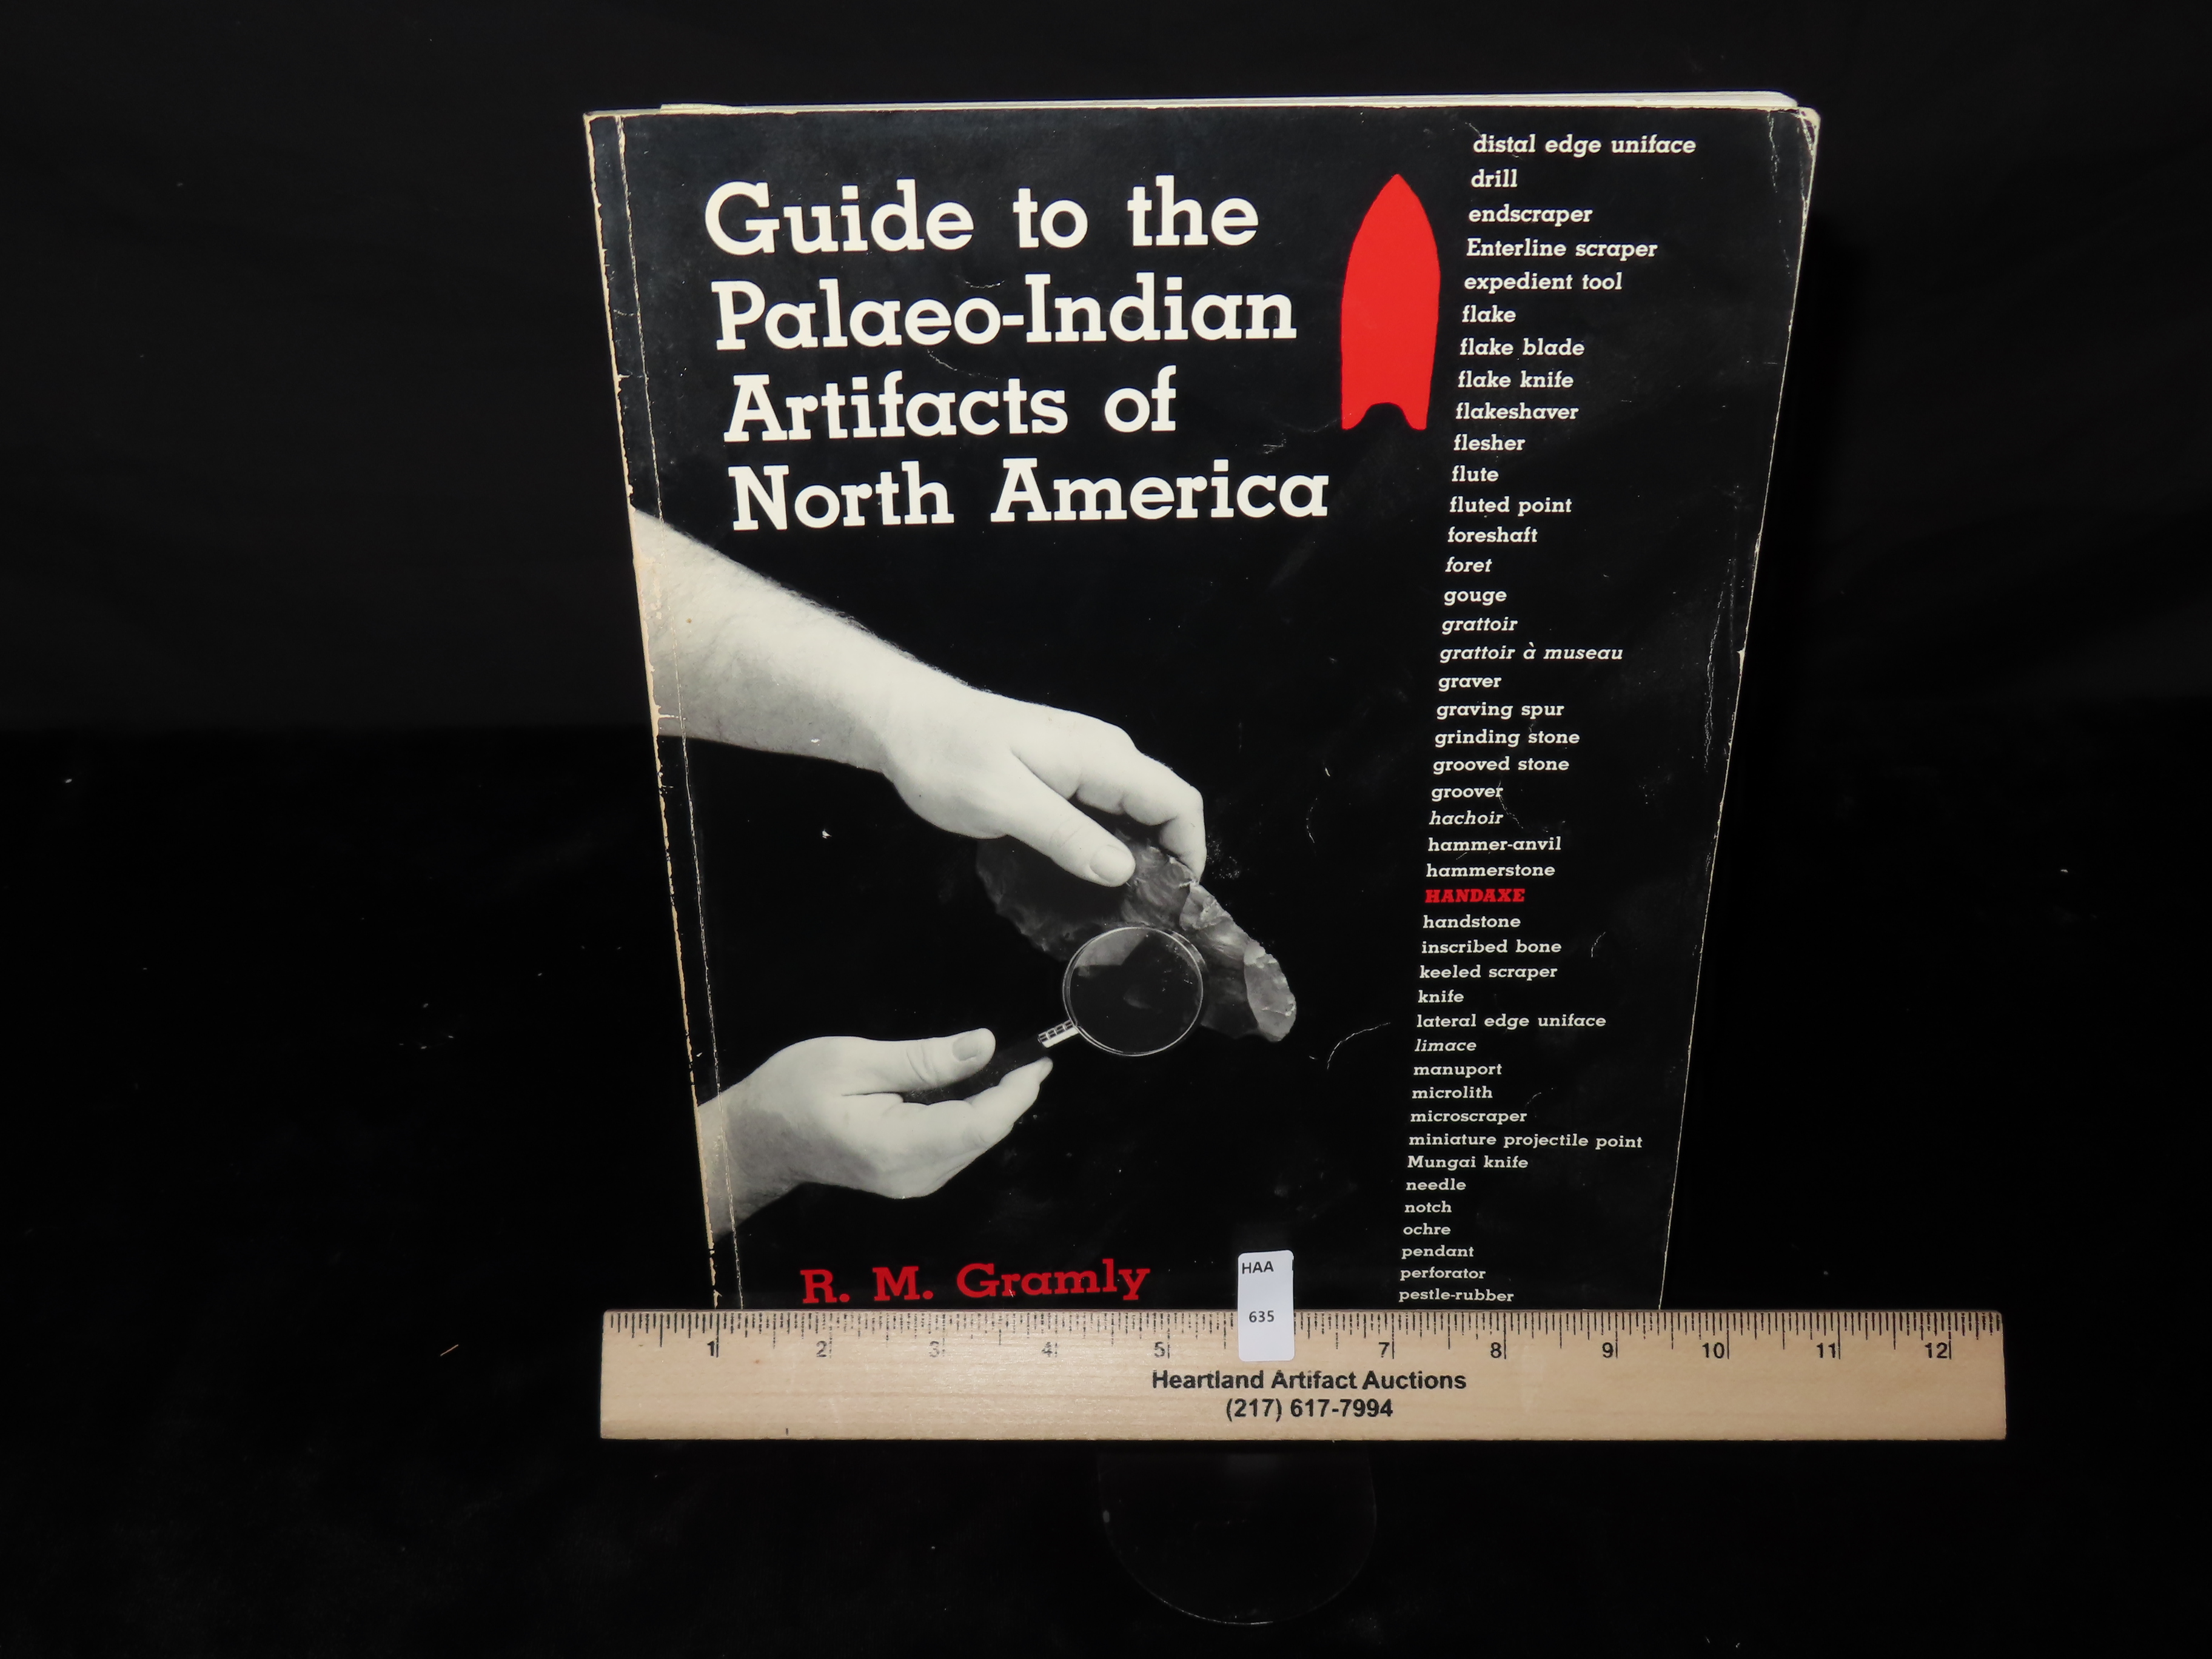 Guide to the
Palaeo-Indian
Artifacts of
North America
R. M. Gramly
distal edge uniface
drill
endscraper
Enterline scraper
expedient tool
flake
flake blade
flake knife
flakeshaver
flesher
flute
fluted point
foreshaft
foret
gouge
grattoir
grattoir à museau
graver
graving spur
grinding stone
grooved stone
groover
hachoir
hammer-anvil
hammerstone
HANDAXE
handstone
inscribed bone
keeled scraper
knife
lateral edge uniface
limace
manuport
microlith
microscraper
miniature projectile point
Mungai knife
needle
notch
ochre
pendant
perforator
pestle-rubber
HAA
635
1 2 3 4 5 7 8 9 10 11 12
Heartland Artifact Auctions
(217) 617-7994